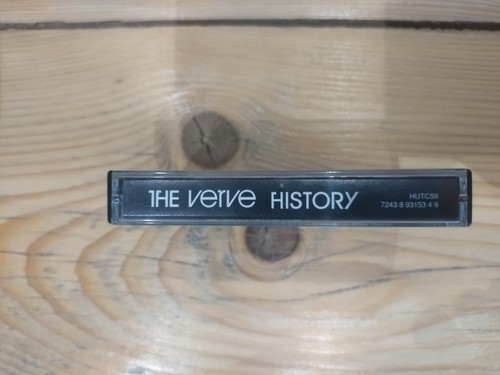 THE verve HISTORY
HUTC59
7243 8 93153 4 9